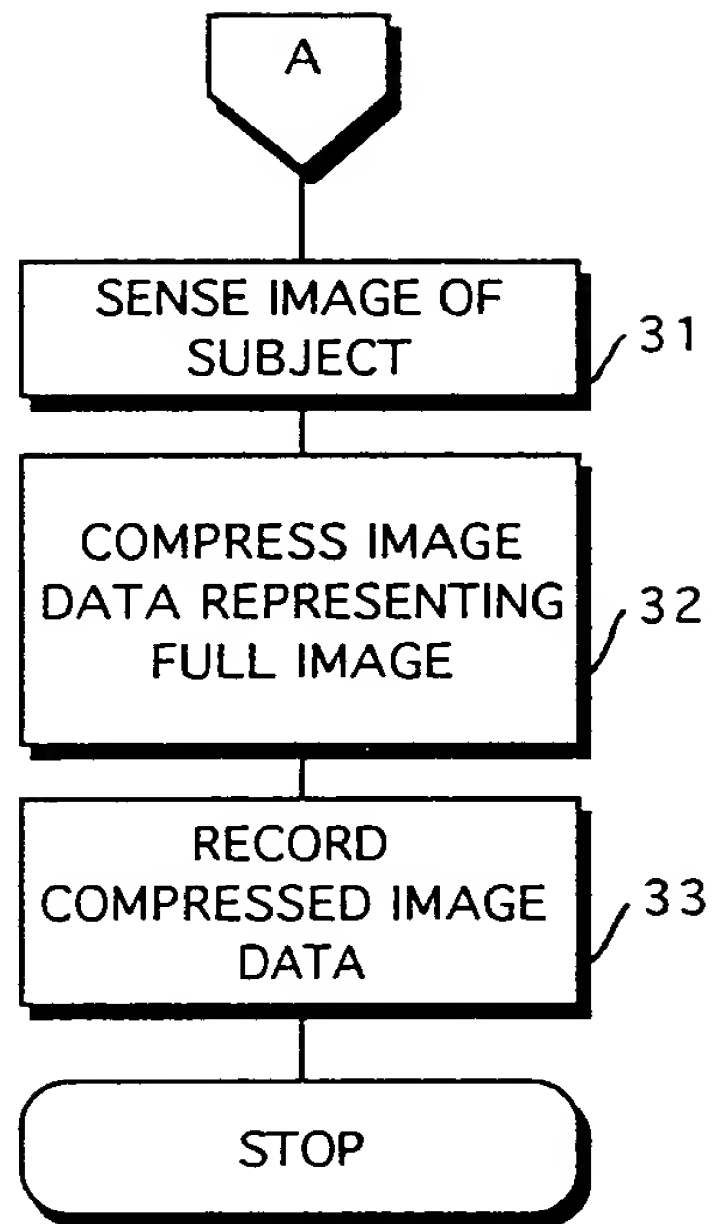 A
SENSE IMAGE OF
SUBJECT
31
COMPRESS IMAGE
DATA REPRESENTING
FULL IMAGE
32
RECORD
COMPRESSED IMAGE
DATA
33
STOP